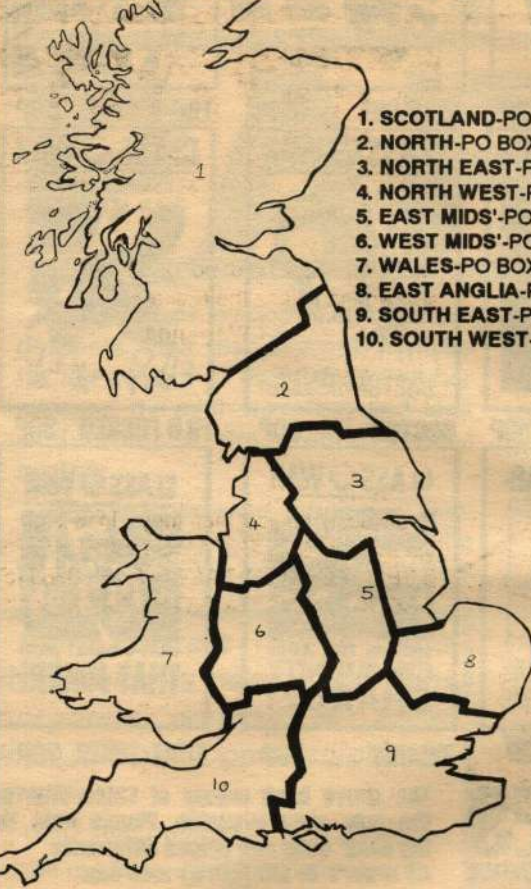 1. SCOTLAND-PO
2. NORTH-PO BOX
3. NORTH EAST-P
4. NORTH WEST-P
5. EAST MIDS'-PO
6. WEST MIDS'-PO
7. WALES-PO BOX
8. EAST ANGLIA-P
9. SOUTH EAST-P
10. SOUTH WEST-
1
2
3
4
5
6
7
8
9
10